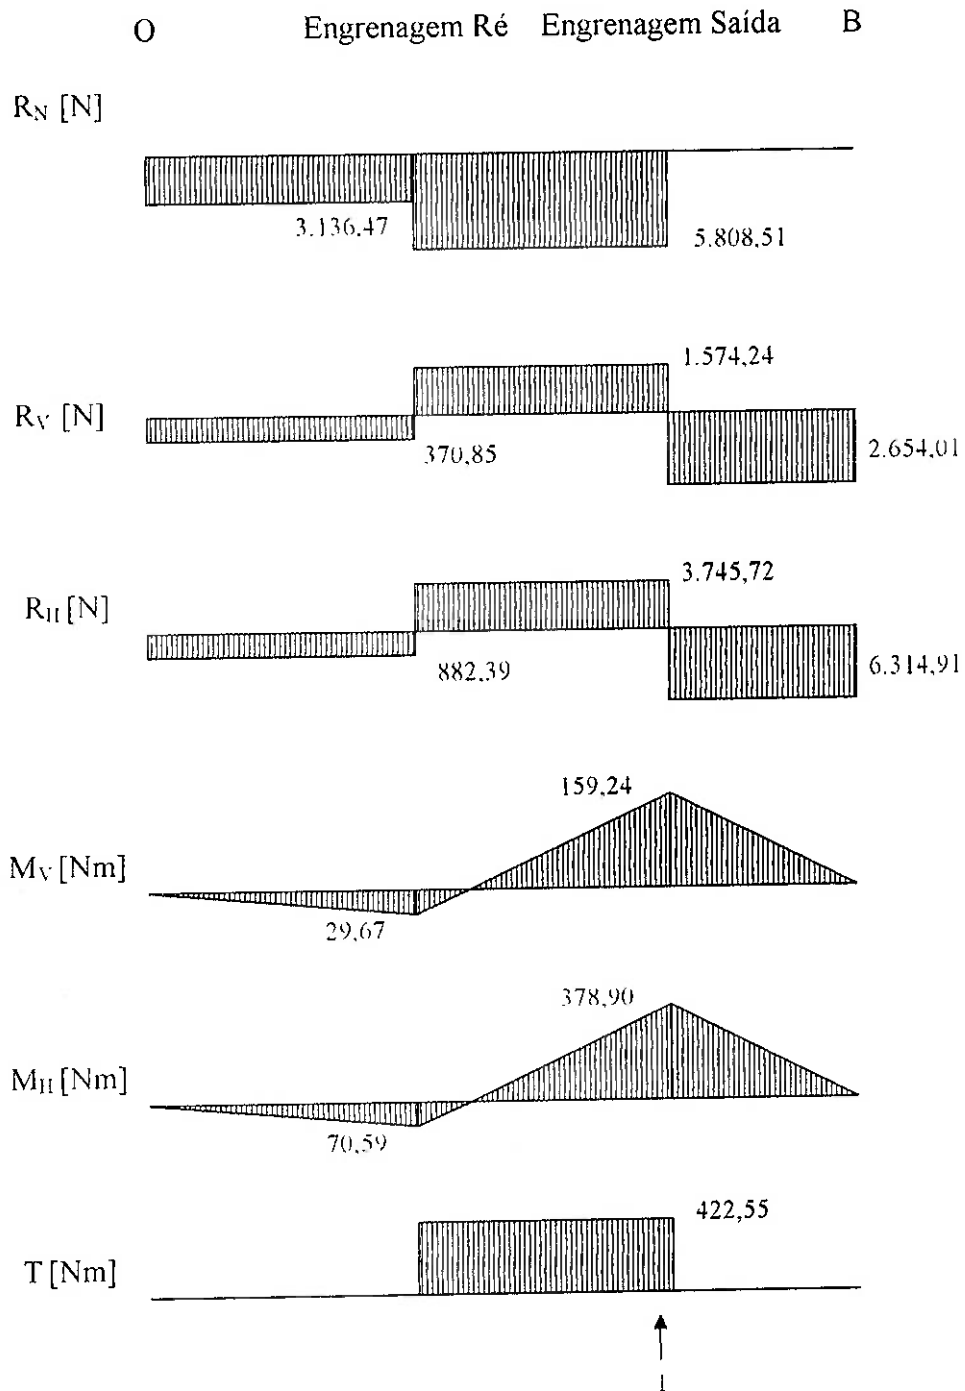 O Engrenagem Ré Engrenagem Saída B
R_N [N]
3.136,47
5.808,51
1.574,24
R_V [N]
370,85
2.654,01
3.745,72
R_H [N]
882,39
6.314,91
159,24
M_V [Nm]
29,67
378,90
M_H [Nm]
70,59
422,55
T [Nm]
1